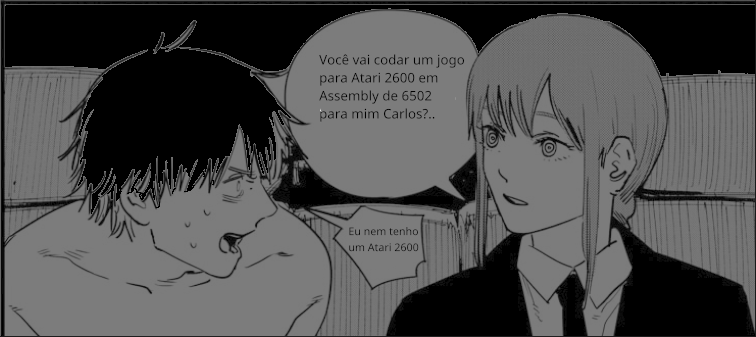 Você vai codar um jogo
para Atari 2600 em
Assembly de 6502
para mim Carlos?..
Eu nem tenho
um Atari 2600